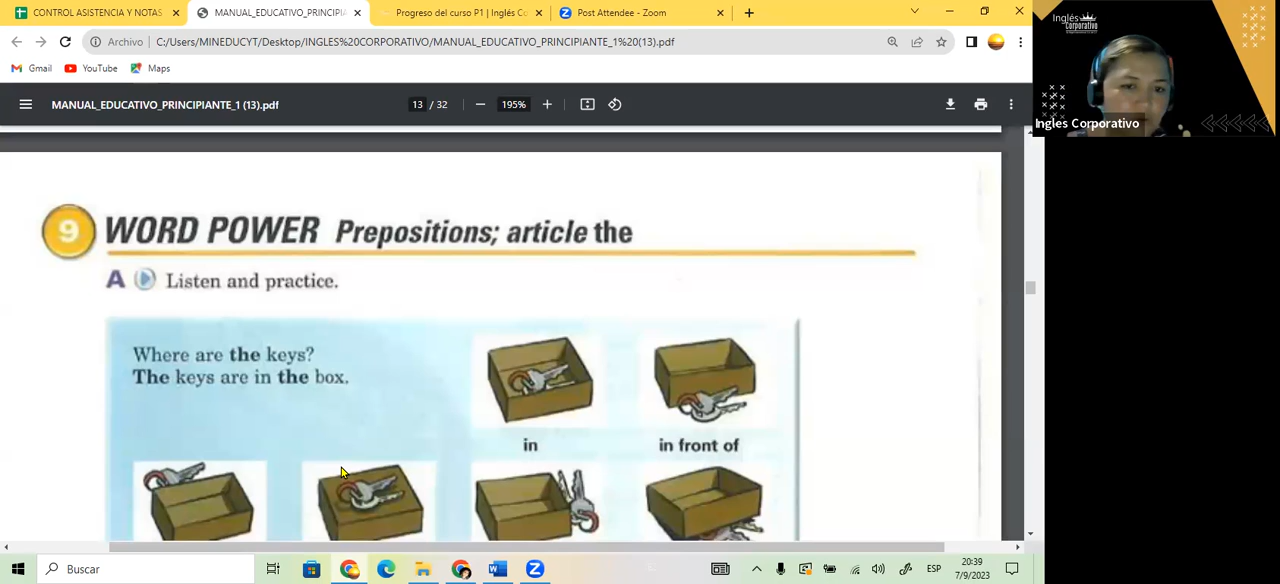 CONTROL ASISTENCIA Y NOTAS
MANUAL_EDUCATIVO_PRINCIPIA
Progreso del curso P1 | Inglés Co
Post Attendee - Zoom
Archivo
C:/Users/MINEDUCYT/Desktop/INGLES%20CORPORATIVO/MANUAL_EDUCATIVO_PRINCIPIANTE_1%20(13).pdf
Gmail
YouTube
Maps
MANUAL_EDUCATIVO_PRINCIPIANTE_1 (13).pdf
13 / 32
195%
Inglés
Corporativo
Ingles Corporativo
9 WORD POWER Prepositions; article the
A Listen and practice.
Where are the keys?
The keys are in the box.
in
in front of
Buscar
ESP
20:39
7/9/2023